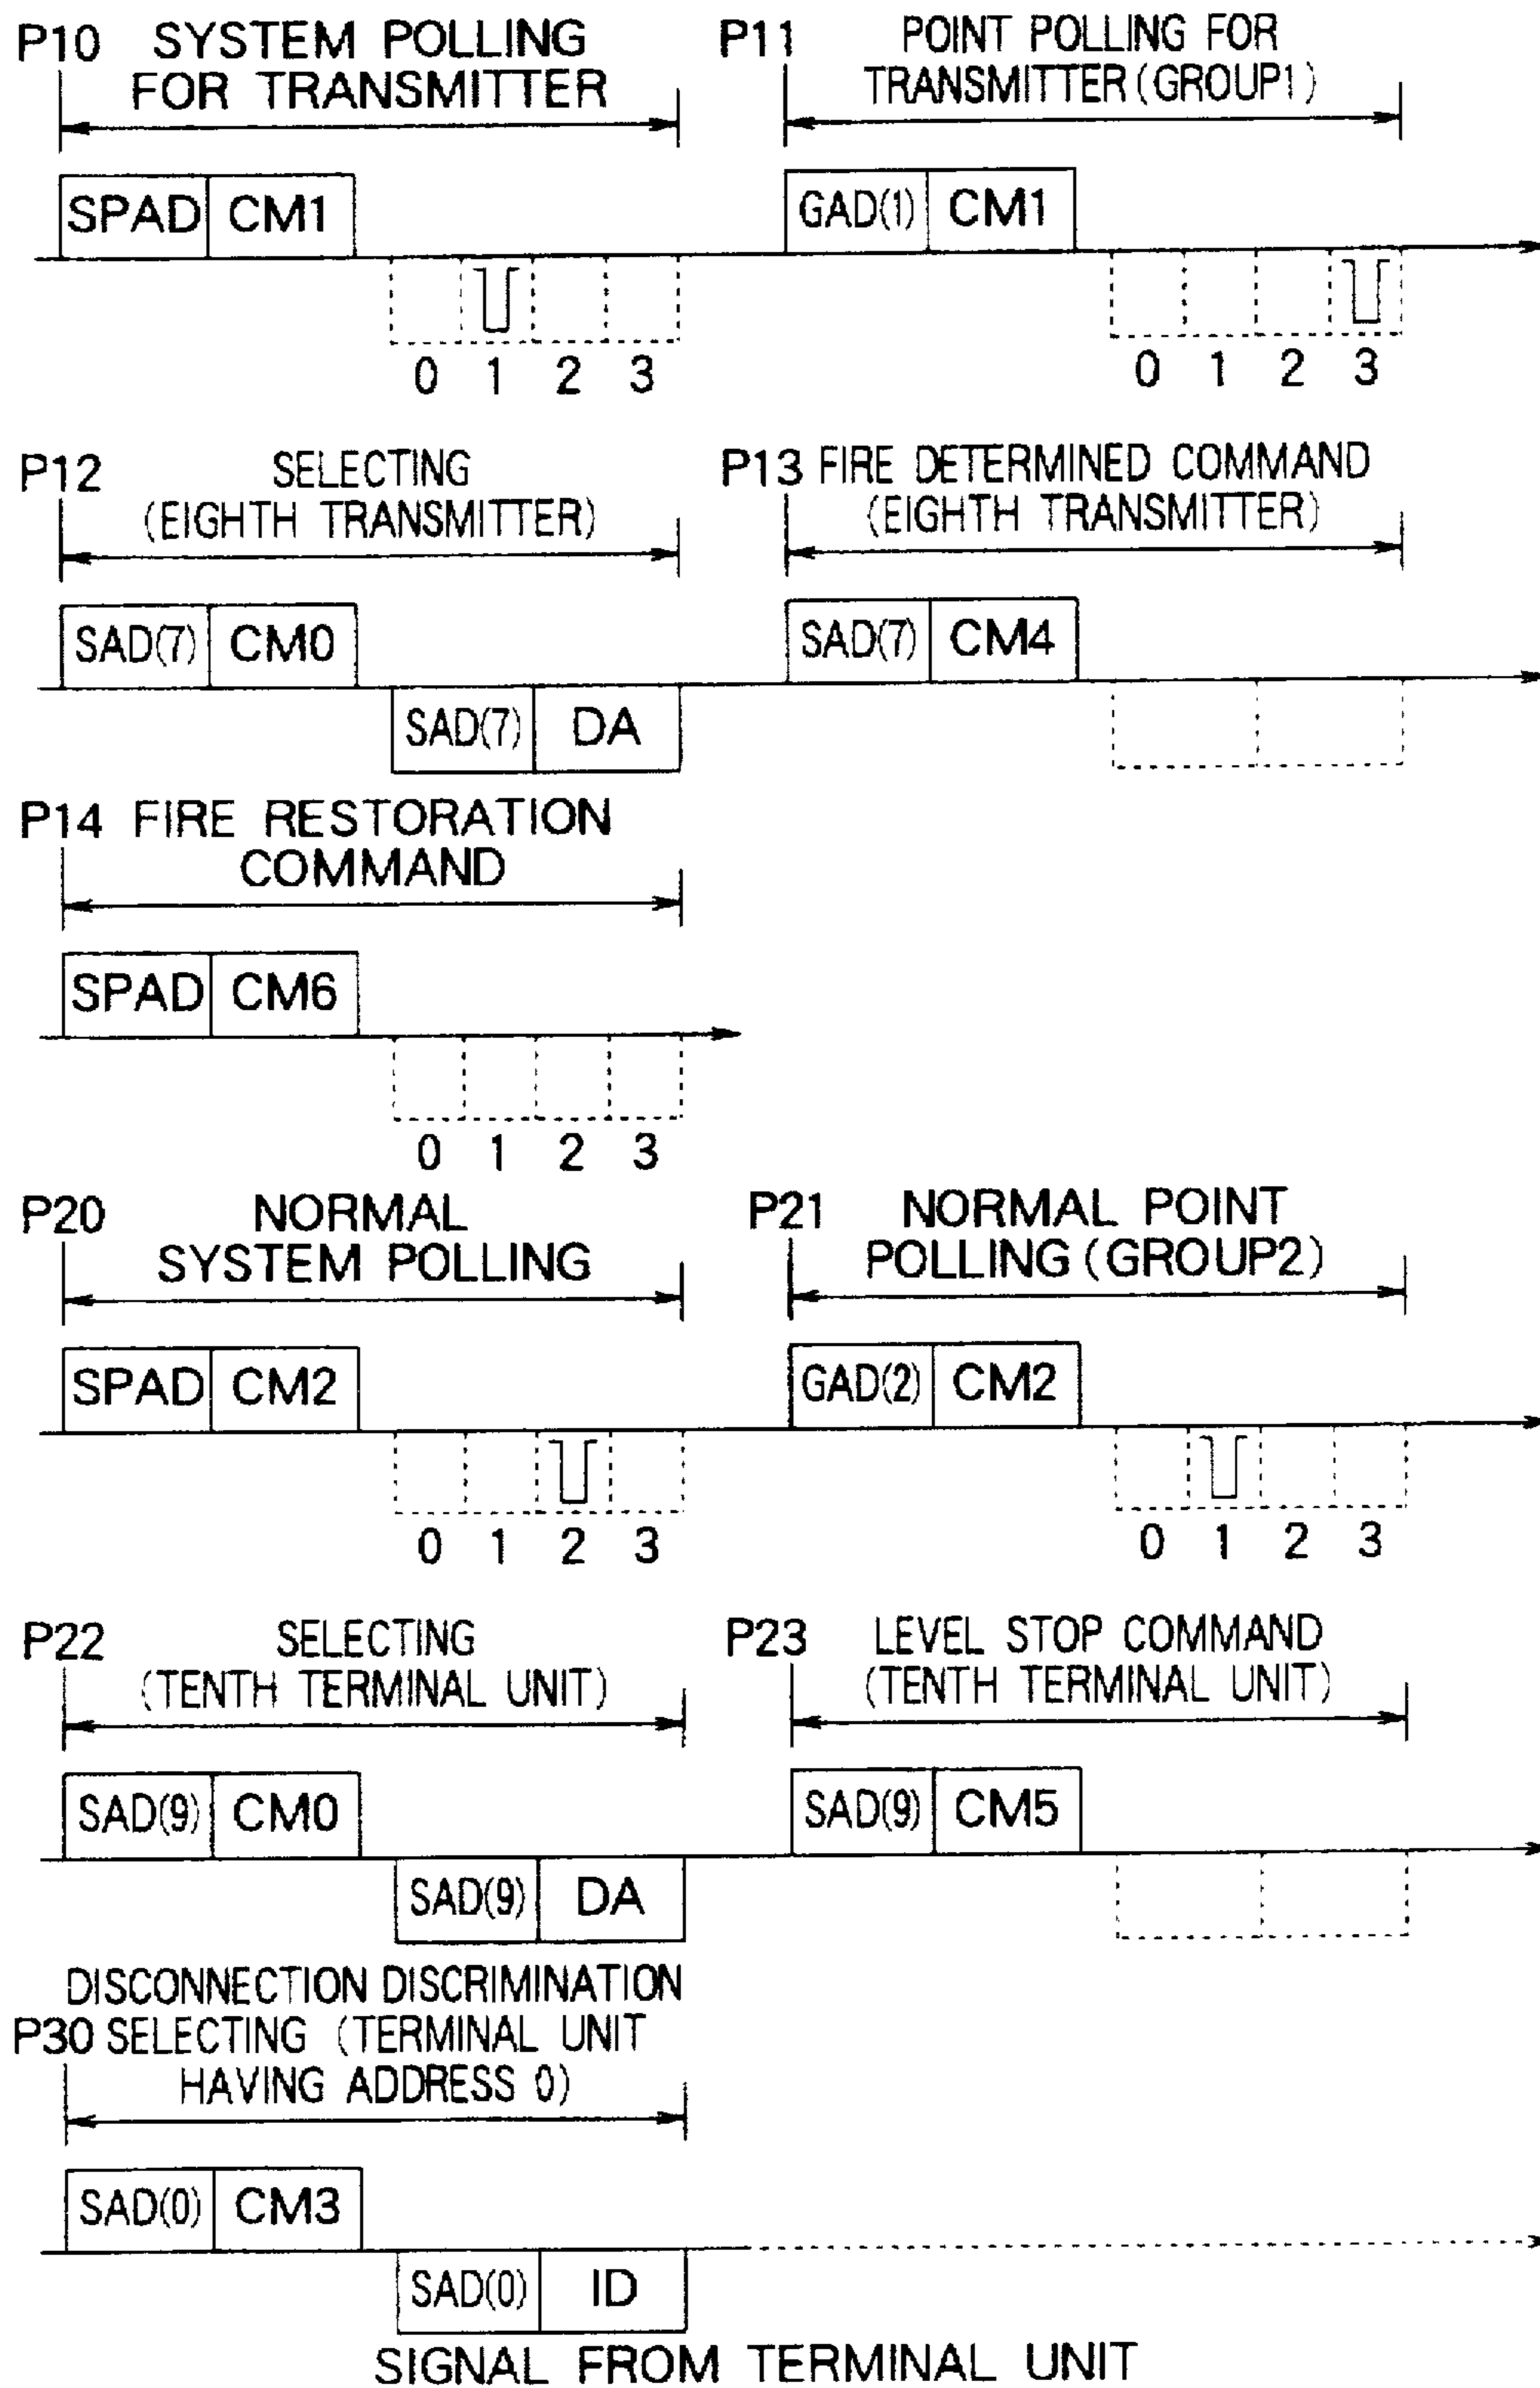 P10 SYSTEM POLLING
FOR TRANSMITTER
SPAD CM1
0 1 2 3
P11 POINT POLLING FOR
TRANSMITTER (GROUP1)
GAD(1) CM1
0 1 2 3
P12 SELECTING
(EIGHTH TRANSMITTER)
SAD(7) CM0
SAD(7) DA
P13 FIRE DETERMINED COMMAND
(EIGHTH TRANSMITTER)
SAD(7) CM4
P14 FIRE RESTORATION
COMMAND
SPAD CM6
0 1 2 3
P20 NORMAL
SYSTEM POLLING
SPAD CM2
0 1 2 3
P21 NORMAL POINT
POLLING (GROUP2)
GAD(2) CM2
0 1 2 3
P22 SELECTING
(TENTH TERMINAL UNIT)
SAD(9) CM0
SAD(9) DA
P23 LEVEL STOP COMMAND
(TENTH TERMINAL UNIT)
SAD(9) CM5
DISCONNECTION DISCRIMINATION
P30 SELECTING (TERMINAL UNIT
HAVING ADDRESS 0)
SAD(0) CM3
SAD(0) ID
SIGNAL FROM TERMINAL UNIT